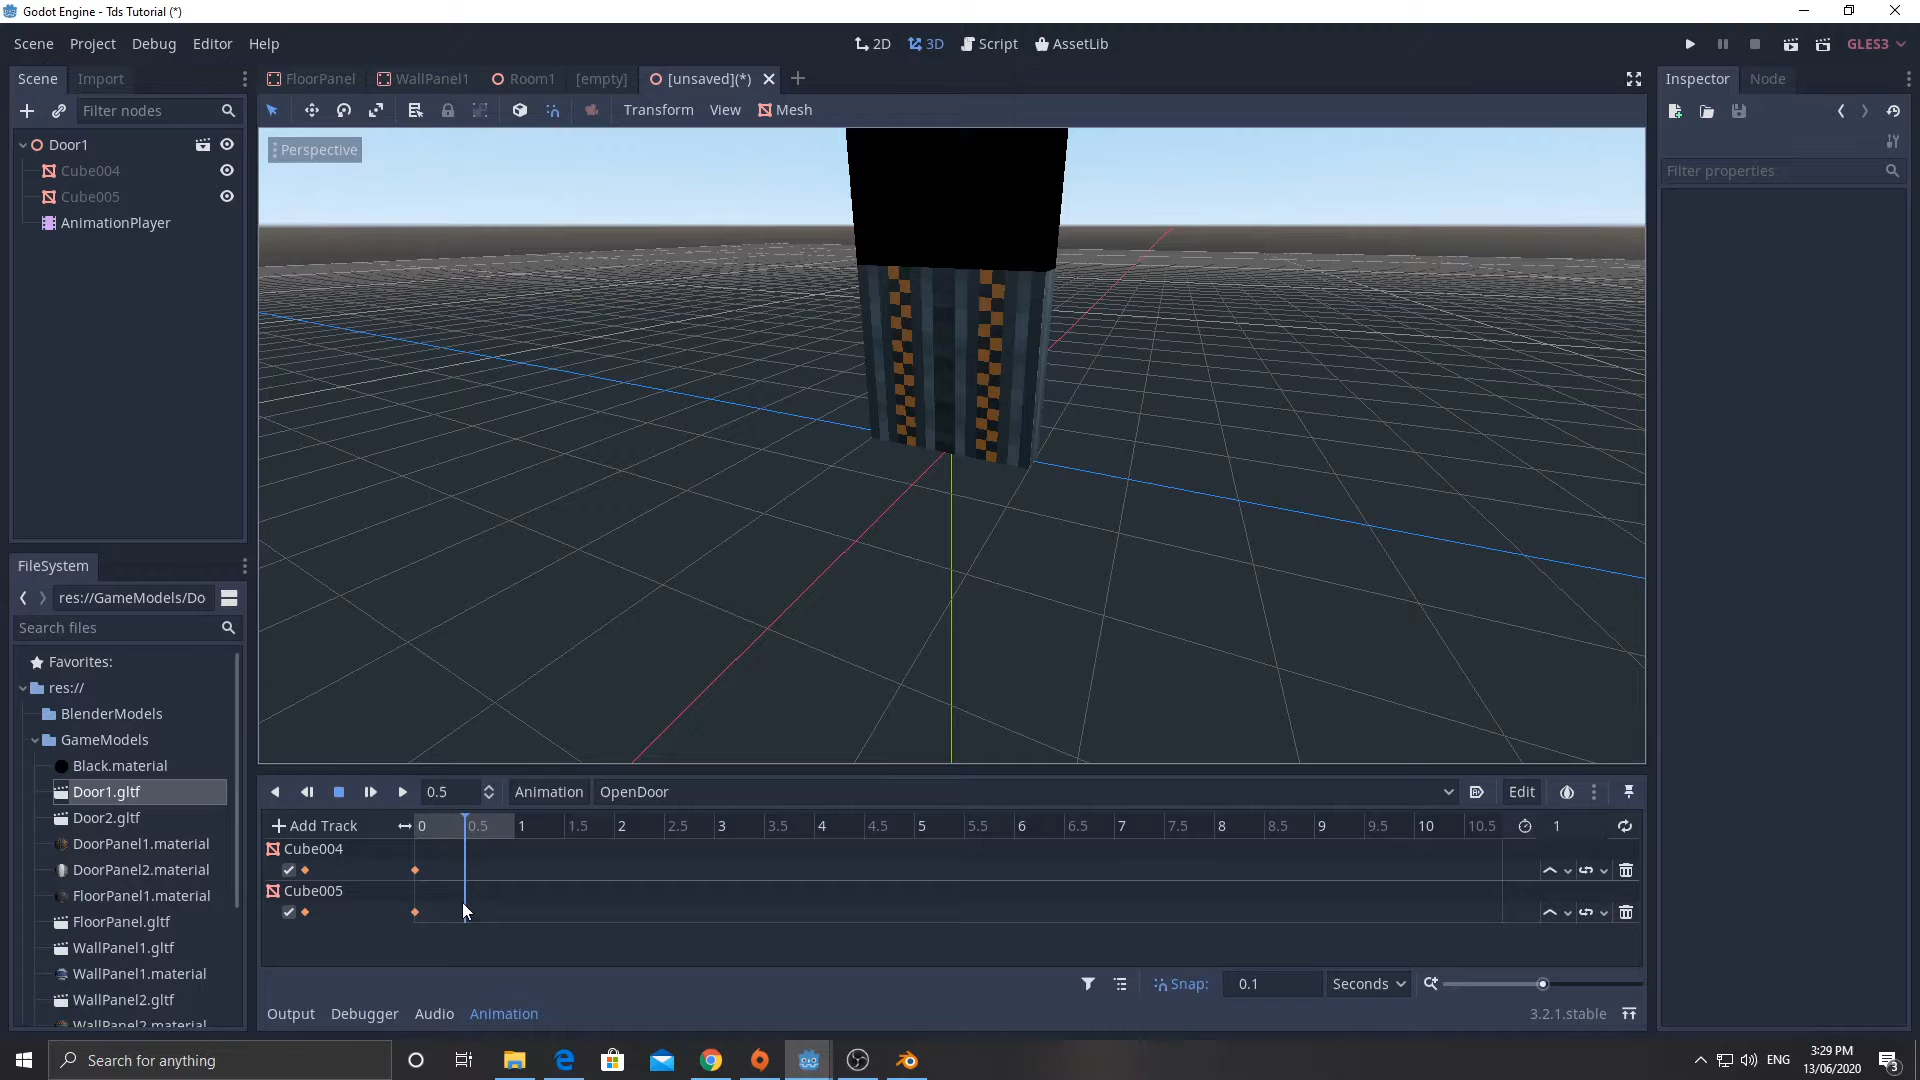 Godot Engine - Tds Tutorial (*)
Scene Project Debug Editor Help
2D 3D Script AssetLib
GLES3
Scene Import
FloorPanel WallPanel1 Room1 [empty] [unsaved](*)
Inspector Node
Filter nodes
Transform View Mesh
Door1
Cube004
Cube005
AnimationPlayer
Perspective
Filter properties
FileSystem
res://GameModels/Do
Search files
Favorites:
res://
BlenderModels
GameModels
Black.material
Door1.gltf
Door2.gltf
DoorPanel1.material
DoorPanel2.material
FloorPanel1.material
FloorPanel.gltf
WallPanel1.gltf
WallPanel1.material
WallPanel2.gltf
WallPanel2.material
0.5 Animation OpenDoor Edit
Add Track 0 0.5 1 1.5 2 2.5 3 3.5 4 4.5 5 5.5 6 6.5 7 7.5 8 8.5 9 9.5 10 10.5 1
Cube004
Cube005
Snap: 0.1 Seconds
Output Debugger Audio Animation 3.2.1.stable
Search for anything
ENG
3:29 PM
13/06/2020
3